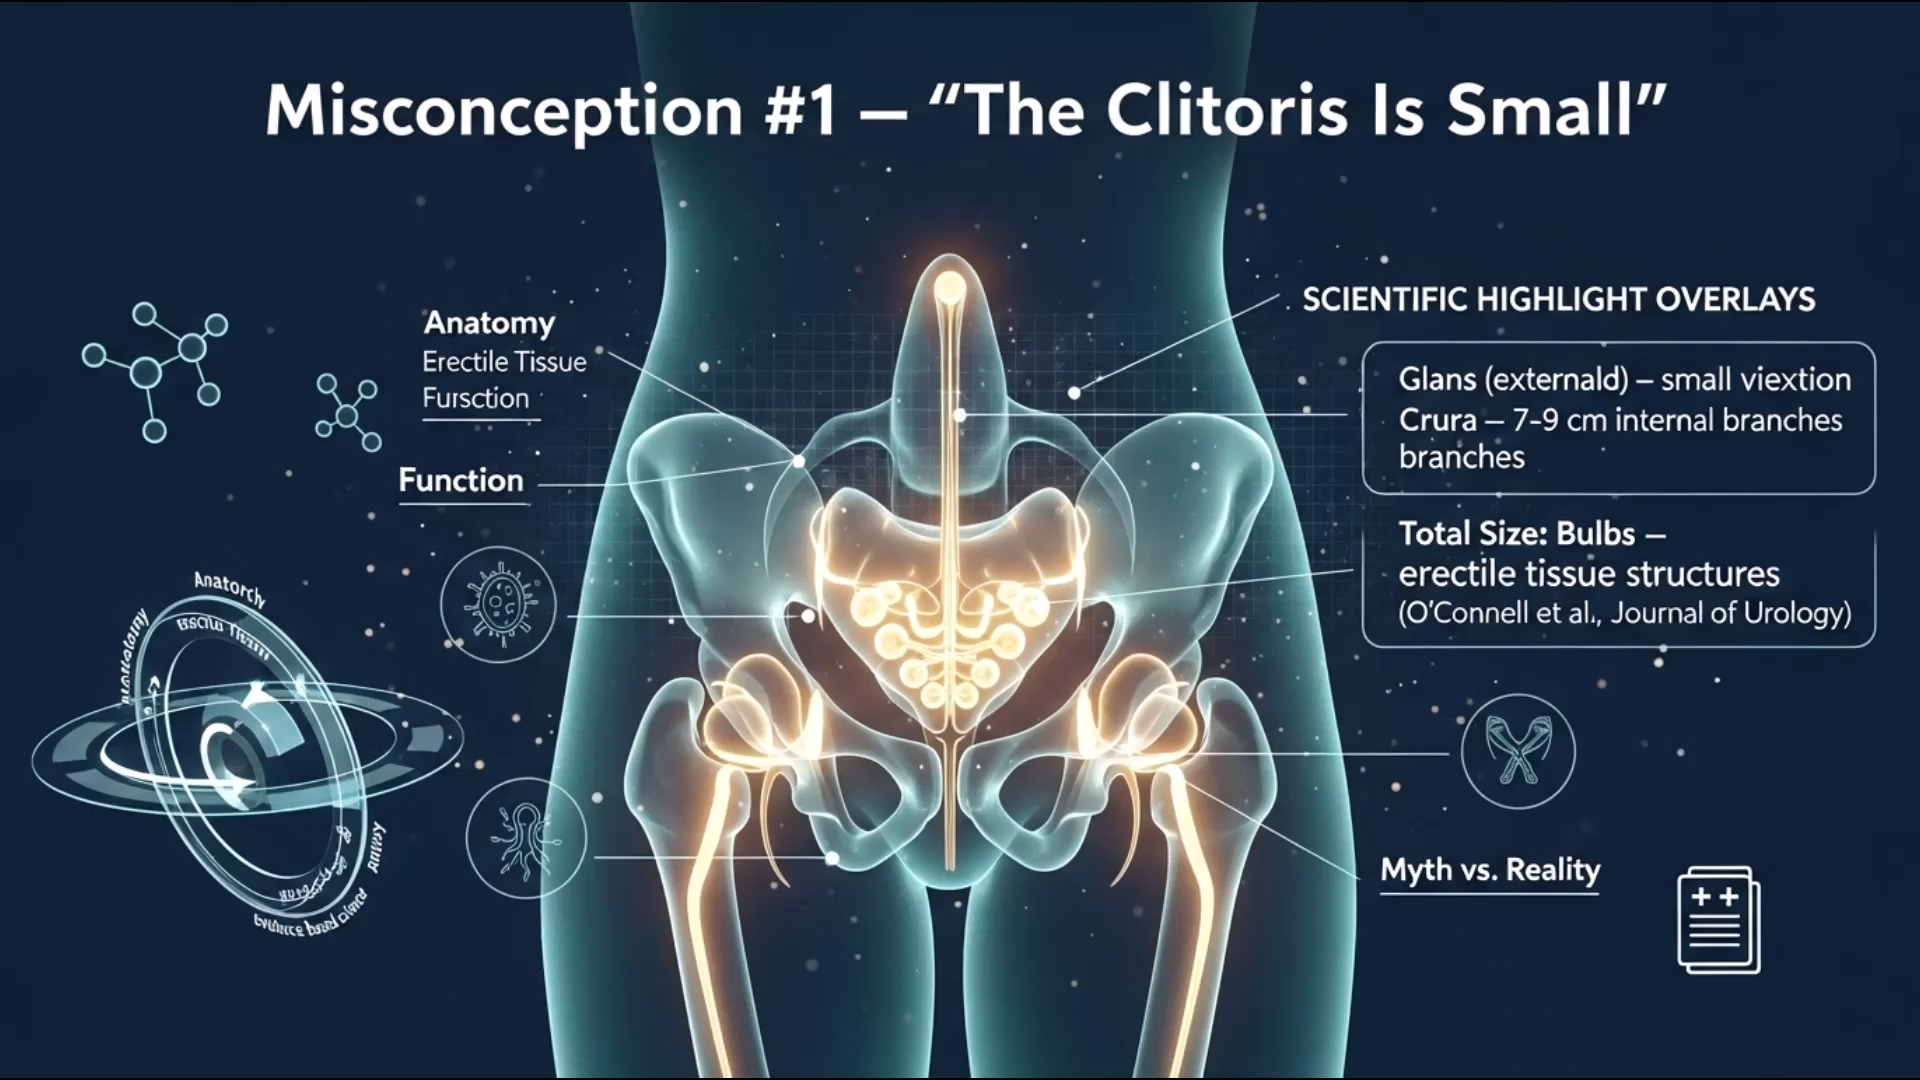 Misconception #1 – “The Clitoris Is Small”
Anatomy
Erectile Tissue
Fursction
Function
SCIENTIFIC HIGHLIGHT OVERLAYS
Glans (externald) – small viextion
Crura – 7-9 cm internal branches
branches
Total Size: Bulbs –
erectile tissue structures
(O’Connell et al., Journal of Urology)
Myth vs. Reality
Anatorchy